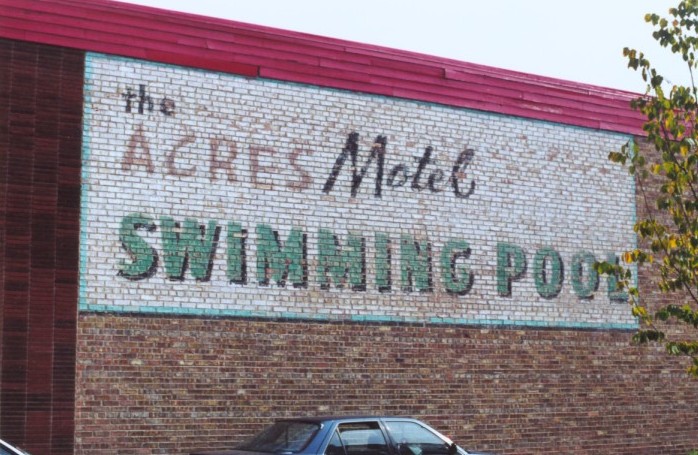 the
ACRES Motel
SWIMMING POOL